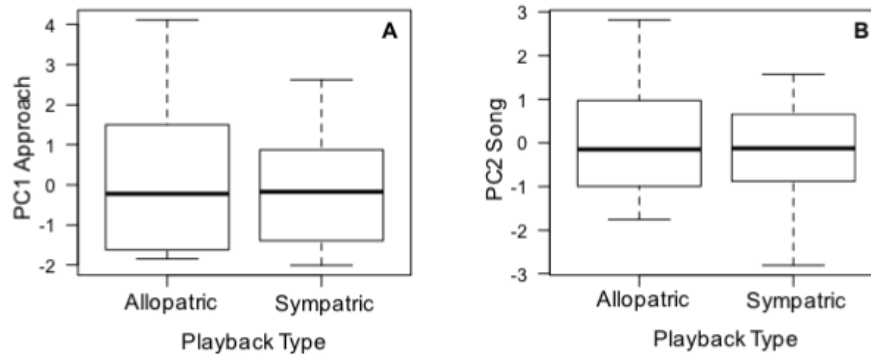 A
PC1 Approach
4
3
2
1
0
-1
-2
Allopatric Sympatric
Playback Type
B
PC2 Song
3
2
1
0
-1
-2
-3
Allopatric Sympatric
Playback Type